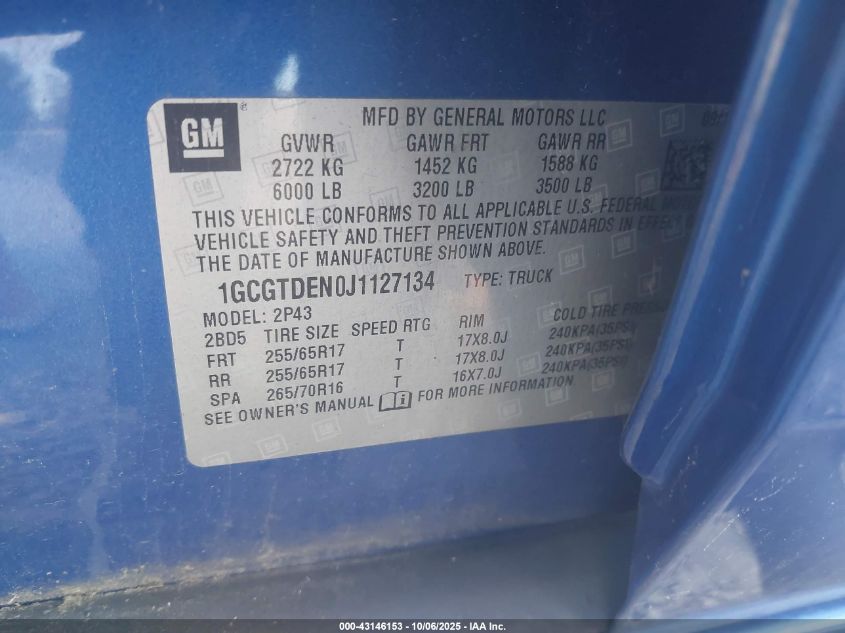 GM
MFD BY GENERAL MOTORS LLC
GVWR GAWR FRT GAWR RR
2722 KG 1452 KG 1588 KG
6000 LB 3200 LB 3500 LB
THIS VEHICLE CONFORMS TO ALL APPLICABLE U.S. FEDERAL
VEHICLE SAFETY AND THEFT PREVENTION STANDARDS IN EFFECT
THE DATE OF MANUFACTURE SHOWN ABOVE.
1GCGTDEN0J1127134 TYPE: TRUCK
MODEL: 2P43
2BD5 TIRE SIZE SPEED RTG RIM COLD TIRE
FRT 255/65R17 T 17X8.0J 240KPA(35PSI)
RR 255/65R17 T 17X8.0J 240KPA(35PSI)
SPA 265/70R16 T 16X7.0J 240KPA(35PSI)
SEE OWNER'S MANUAL FOR MORE INFORMATION
000-43146153 - 10/06/2025 - IAA Inc.